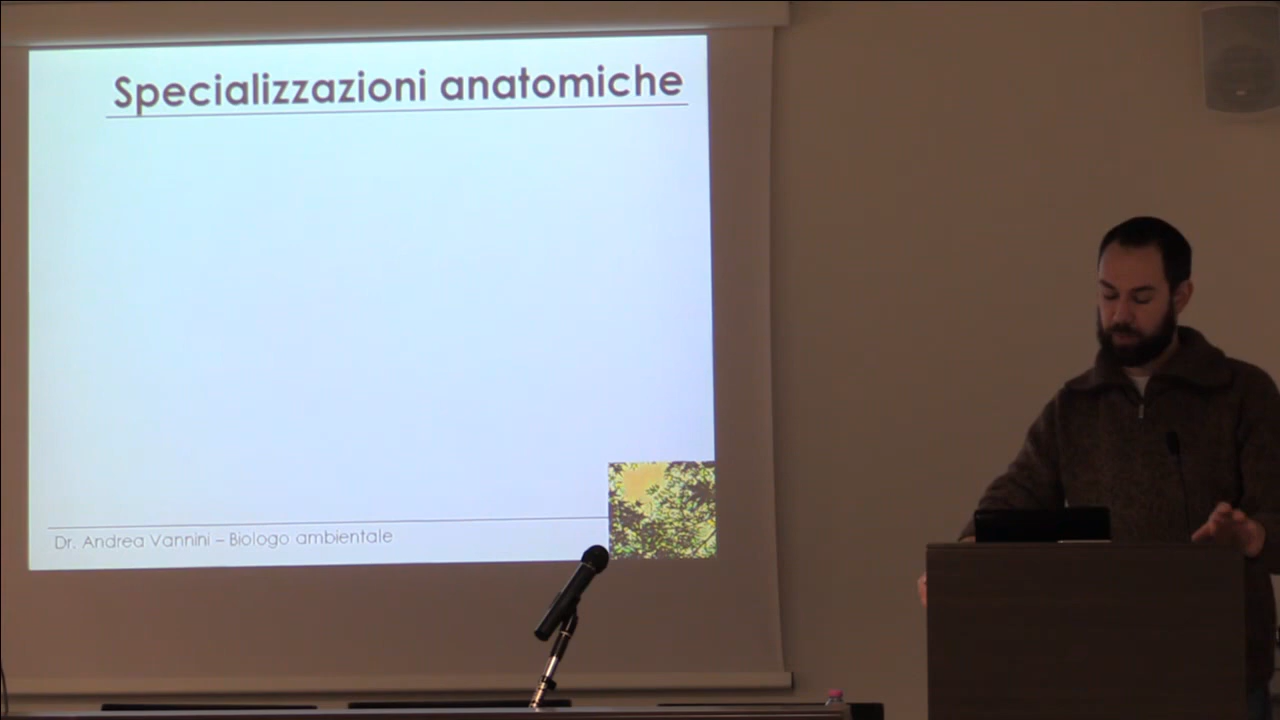 Specializzazioni anatomiche
Dr. Andrea Vannini – Biologo ambientale